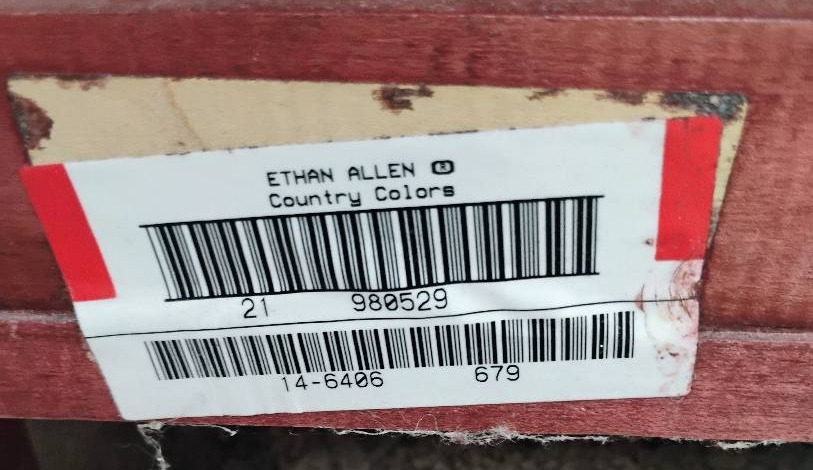 ETHAN ALLEN ®
Country Colors
21 980529
14-6406 679